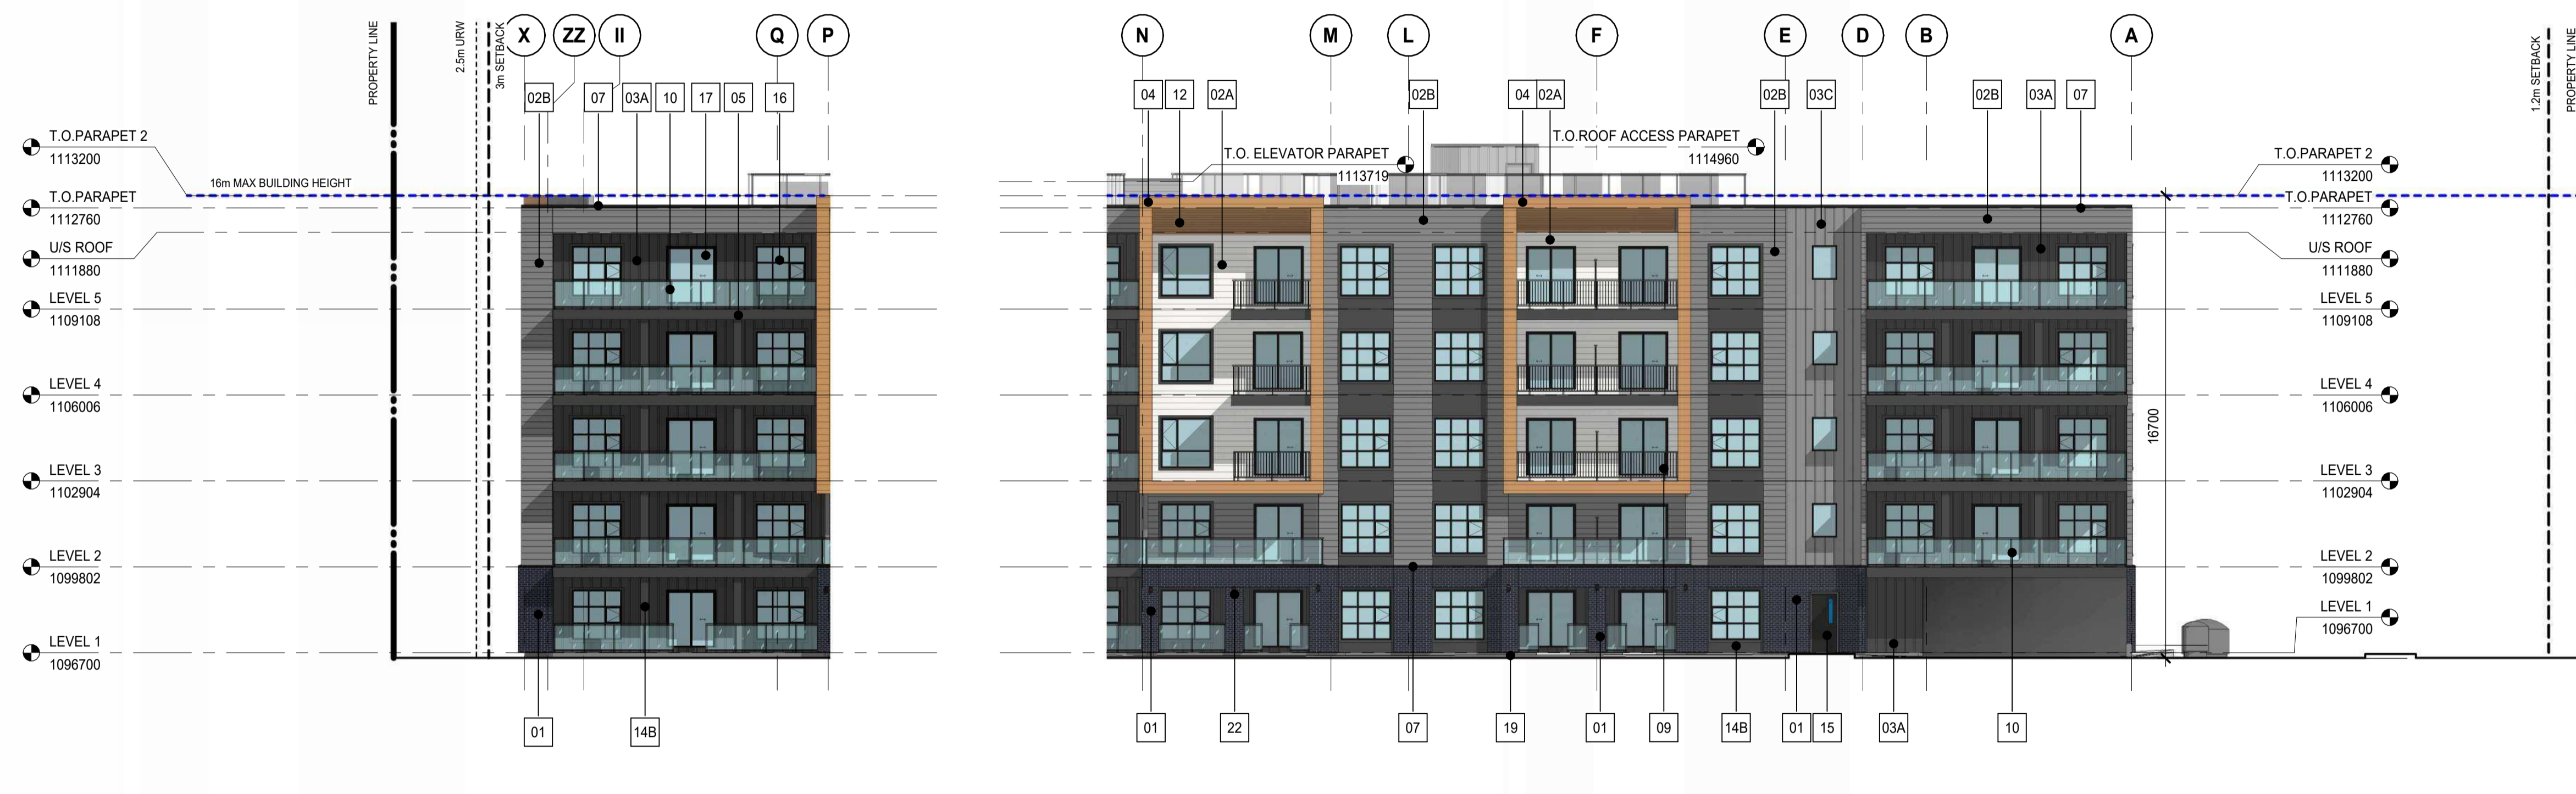 PROPERTY LINE
2.5m URW
3m SETBACK
X
ZZ
II
Q
P
N
M
L
F
E
D
B
A
1.2m SETBACK
PROPERTY LINE
02B
07
03A
10
17
05
16
04
12
02A
02B
04
02A
02B
03C
02B
03A
07
T.O.PARAPET 2
1113200
16m MAX BUILDING HEIGHT
T.O.PARAPET
1112760
U/S ROOF
1111880
LEVEL 5
1109108
LEVEL 4
1106006
LEVEL 3
1102904
LEVEL 2
1099802
LEVEL 1
1096700
T.O. ELEVATOR PARAPET
1113719
T.O.ROOF ACCESS PARAPET
1114960
16700
T.O.PARAPET 2
1113200
T.O.PARAPET
1112760
U/S ROOF
1111880
LEVEL 5
1109108
LEVEL 4
1106006
LEVEL 3
1102904
LEVEL 2
1099802
LEVEL 1
1096700
01
14B
01
22
07
19
01
09
14B
01
15
03A
10